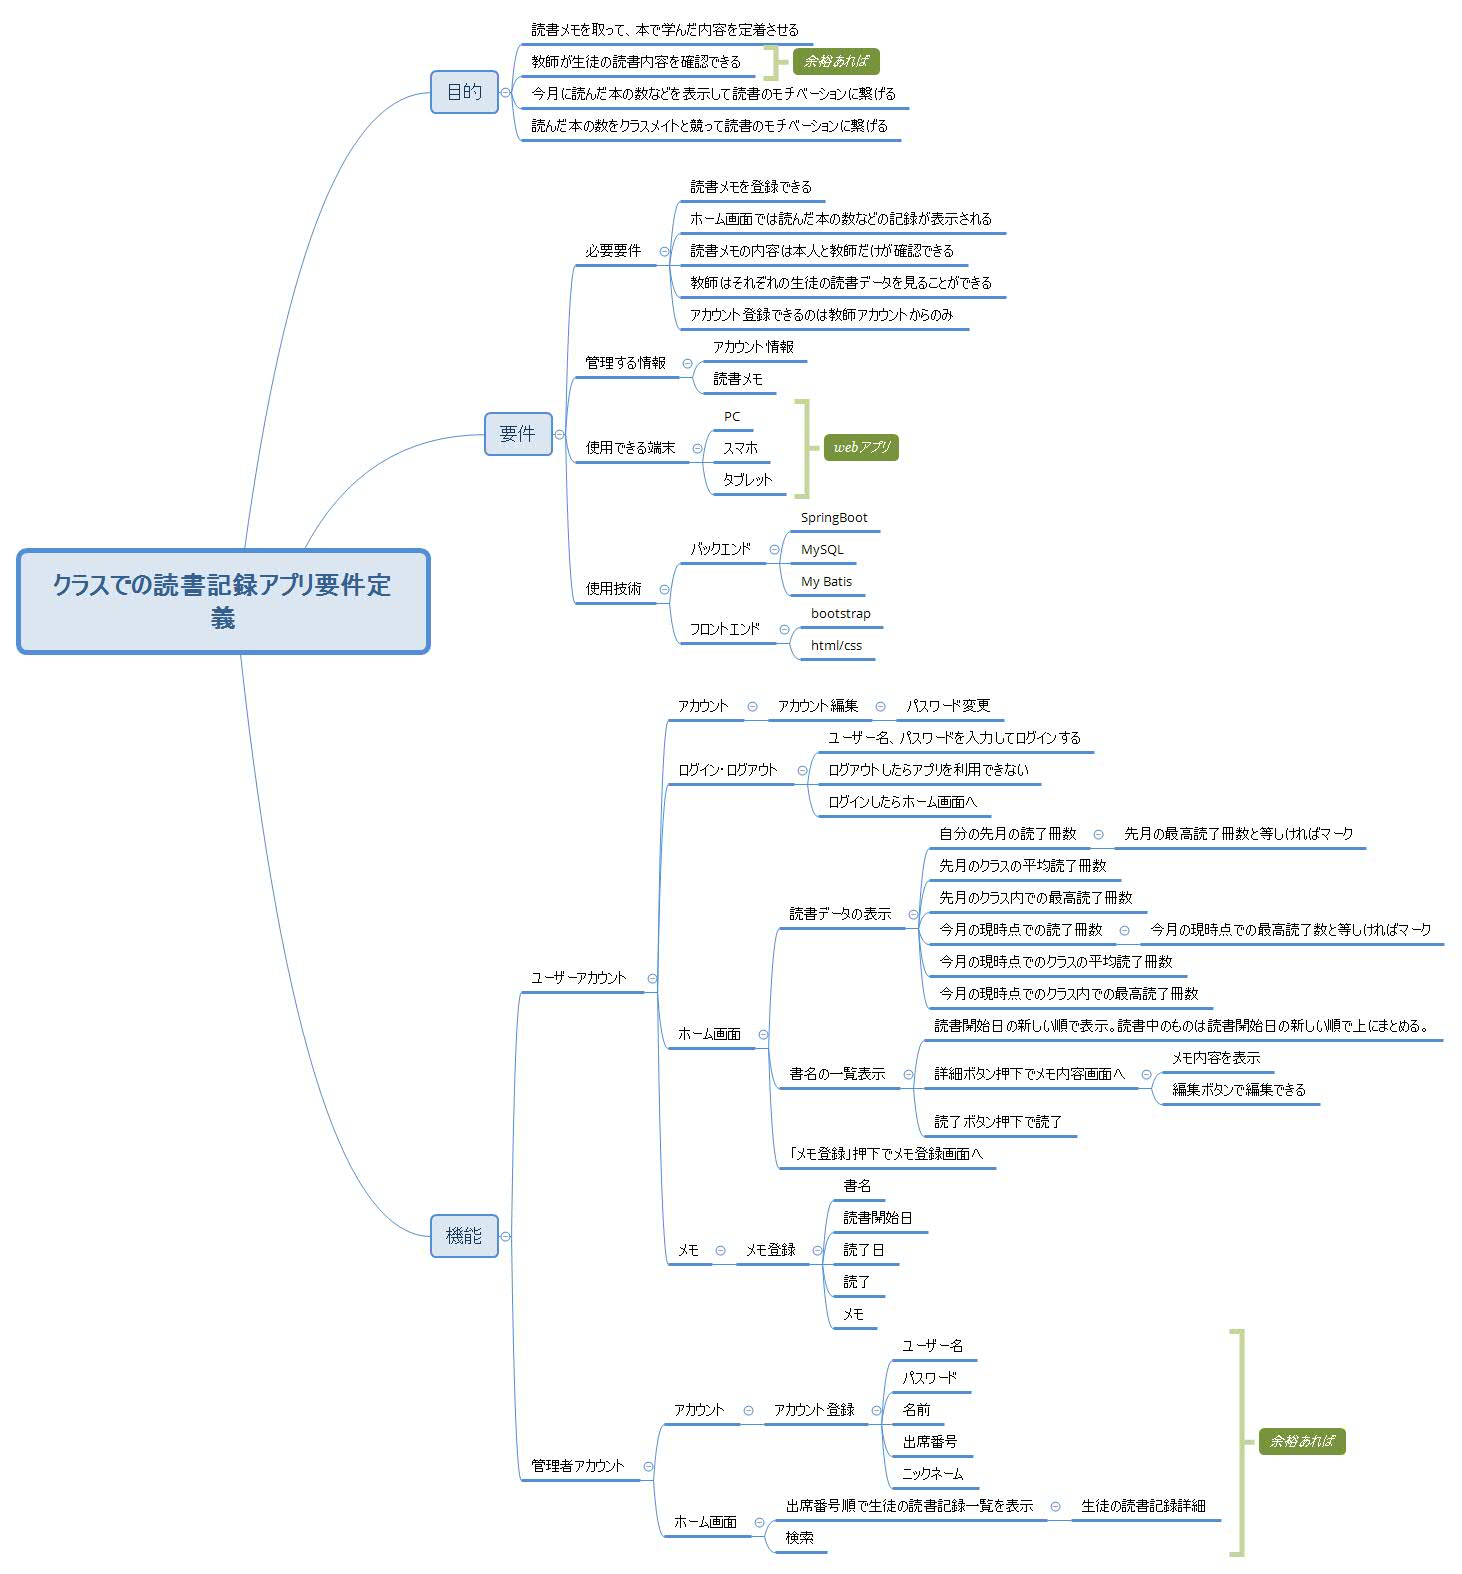 読書メモを取って、本で学んだ内容を定着させる
教師が生徒の読書内容を確認できる
余裕あれば
目的
今月に読んだ本の数などを表示して読書のモチベーションに繋げる
読んだ本の数をクラスメイトと競って読書のモチベーションに繋げる
読書メモを登録できる
ホーム画面では読んだ本の数などの記録が表示される
必要要件
読書メモの内容は本人と教師だけが確認できる
教師はそれぞれの生徒の読書データを見ることができる
アカウント登録できるのは教師アカウントからのみ
アカウント情報
管理する情報
読書メモ
要件
PC
使用できる端末
スマホ
webアプリ
タブレット
SpringBoot
バックエンド
MySQL
My Batis
使用技術
bootstrap
フロントエンド
html/css
クラスでの読書記録アプリ要件定
義
アカウント
アカウント編集
パスワード変更
ユーザー名、パスワードを入力してログインする
ログイン・ログアウト
ログアウトしたらアプリを利用できない
ログインしたらホーム画面へ
自分の先月の読了冊数
先月の最高読了冊数と等しければマーク
先月のクラスの平均読了冊数
先月のクラス内での最高読了冊数
読書データの表示
今月の現時点での読了冊数
今月の現時点での最高読了数と等しければマーク
今月の現時点でのクラスの平均読了冊数
今月の現時点でのクラス内での最高読了冊数
ユーザーアカウント
ホーム画面
読書開始日の新しい順で表示。読書中のものは読書開始日の新しい順で上にまとめる。
書名の一覧表示
詳細ボタン押下でメモ内容画面へ
メモ内容を表示
編集ボタンで編集できる
読了ボタン押下で読了
「メモ登録」押下でメモ登録画面へ
機能
書名
読書開始日
メモ
メモ登録
読了日
読了
メモ
ユーザー名
パスワード
アカウント
アカウント登録
名前
出席番号
ニックネーム
余裕あれば
管理者アカウント
出席番号順で生徒の読書記録一覧を表示
生徒の読書記録詳細
ホーム画面
検索